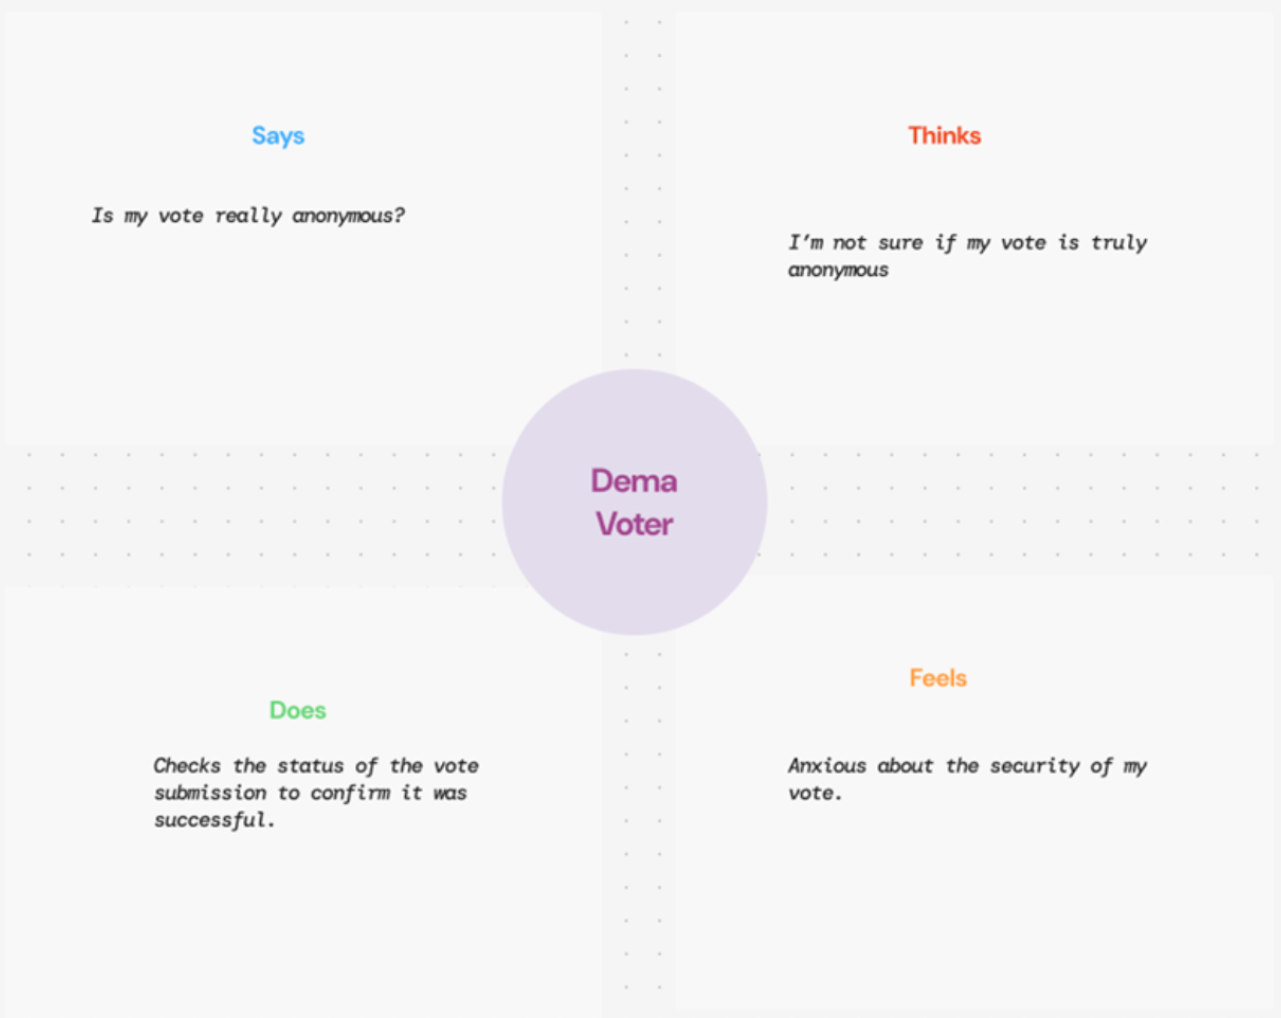 Says
Is my vote really anonymous?
Thinks
I'm not sure if my vote is truly
anonymous
Dema
Voter
Does
Checks the status of the vote
submission to confirm it was
successful.
Feels
Anxious about the security of my
vote.